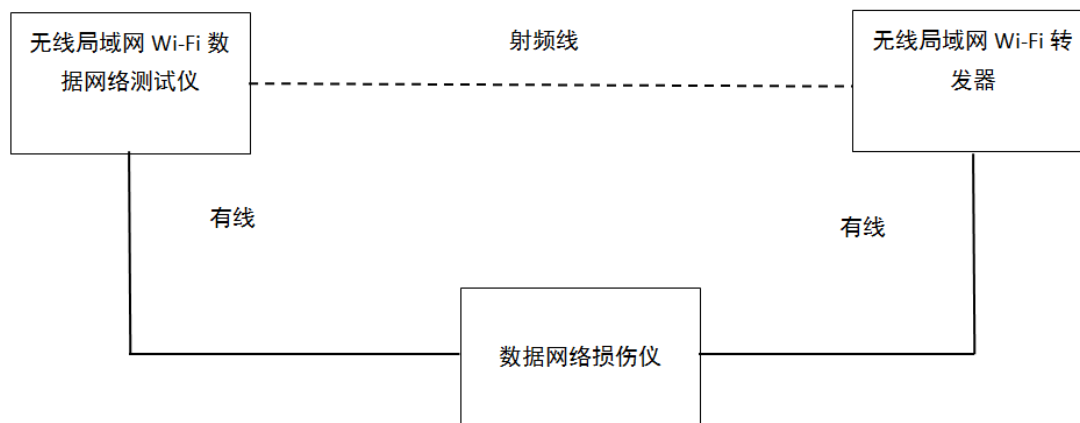 无线局域网 Wi-Fi 数
据网络测试仪
射频线
无线局域网 Wi-Fi 转
发器
有线
有线
数据网络损伤仪